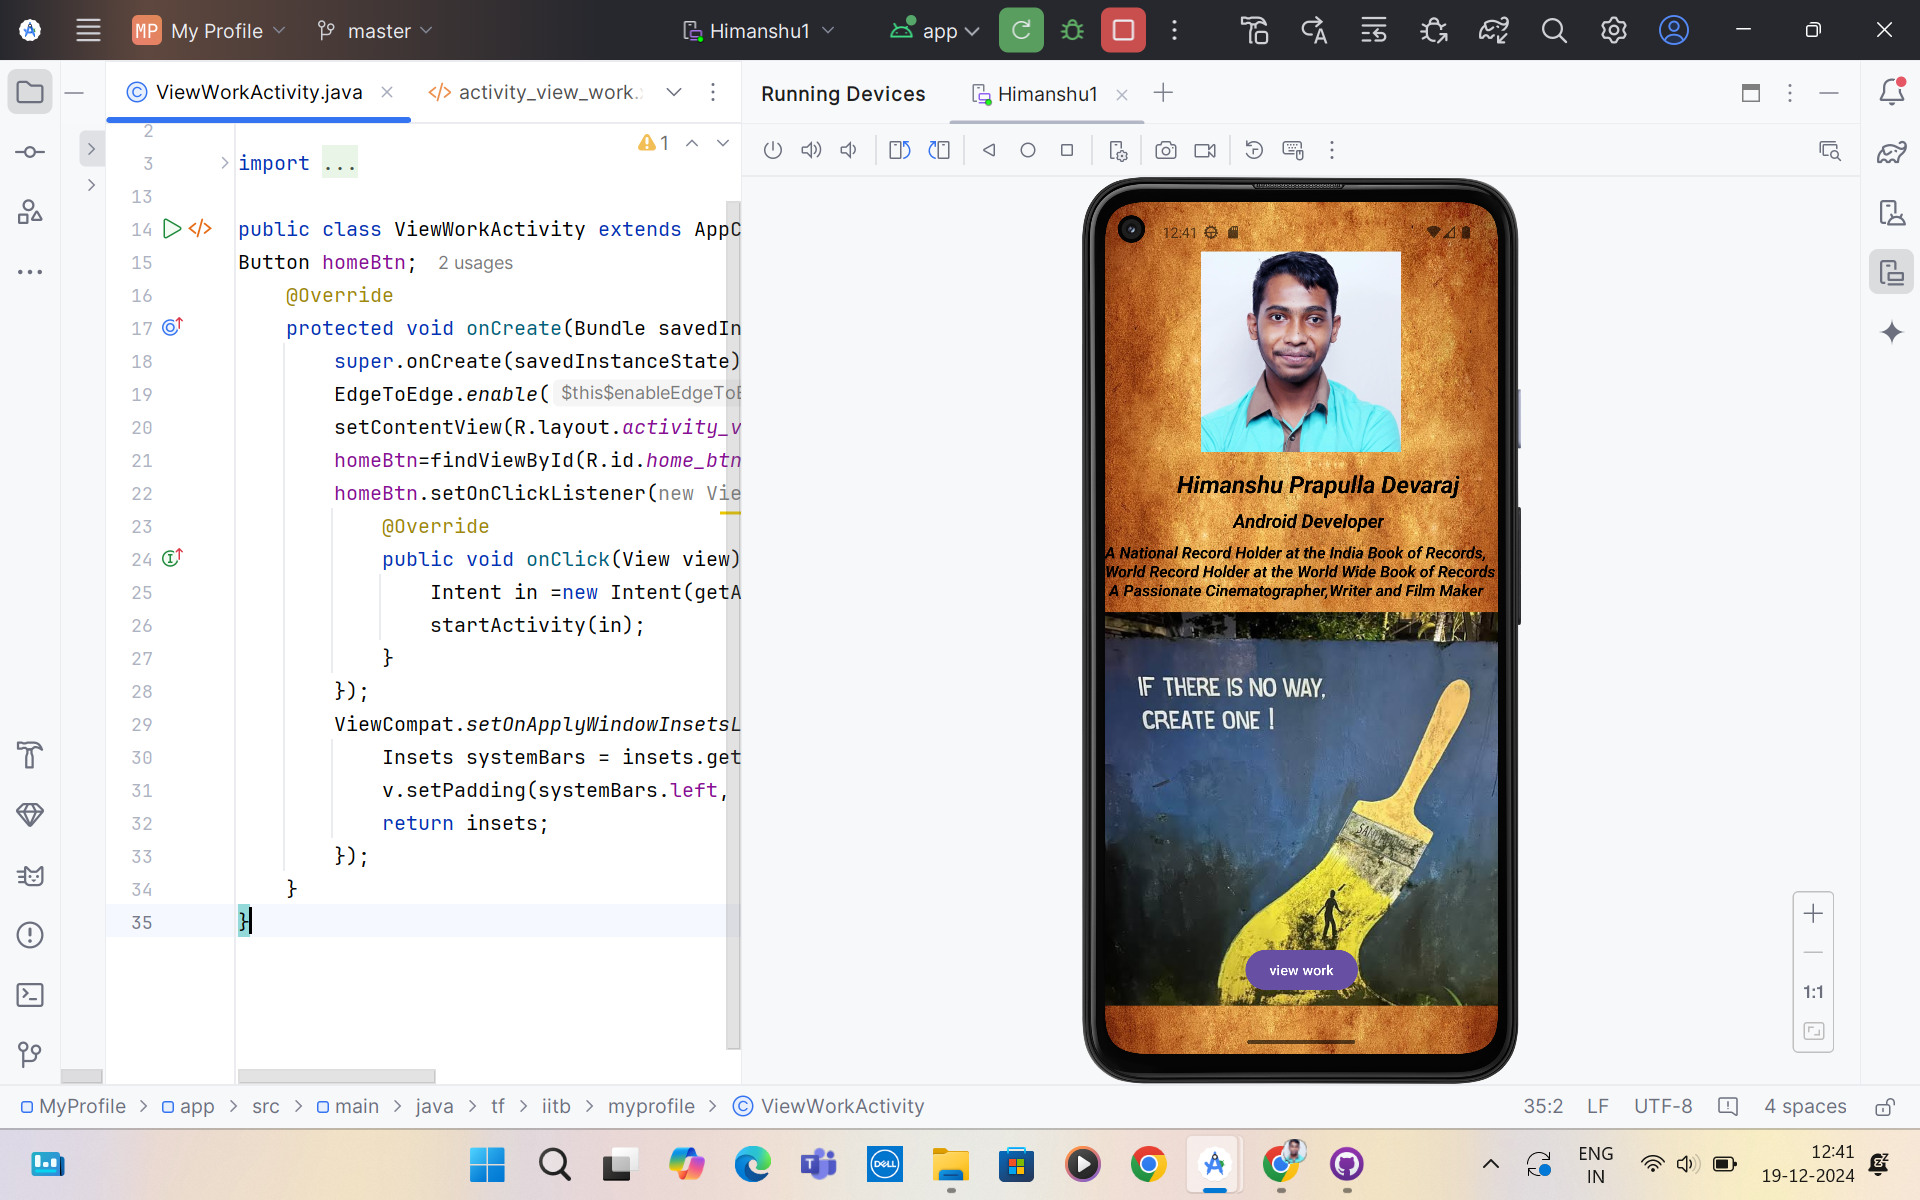 MP My Profile
master
Himanshu1
app
ViewWorkActivity.java
activity_view_work.
Running Devices
Himanshu1
2
1
3 import ...
13
14 public class ViewWorkActivity extends AppC
15 Button homeBtn; 2 usages
16 @Override
17 protected void onCreate(Bundle savedIn
18 super.onCreate(savedInstanceState)
19 EdgeToEdge.enable( $this$enableEdgeToE
20 setContentView(R.layout.activity_v
21 homeBtn=findViewById(R.id.home_btn
22 homeBtn.setOnClickListener(new Vie
23 @Override
24 public void onClick(View view)
25 Intent in =new Intent(getA
26 startActivity(in);
27 }
28 });
29 ViewCompat.setOnApplyWindowInsetsL
30 Insets systemBars = insets.get
31 v.setPadding(systemBars.left,
32 return insets;
33 });
34 }
35 }
12:41
Himanshu Prapulla Devaraj
Android Developer
A National Record Holder at the India Book of Records,
World Record Holder at the World Wide Book of Records
A Passionate Cinematographer,Writer and Film Maker
IF THERE IS NO WAY,
CREATE ONE !
view work
1:1
MyProfile > app > src > main > java > tf > iitb > myprofile > ViewWorkActivity
35:2 LF UTF-8 4 spaces
DELL
ENG
IN
12:41
19-12-2024